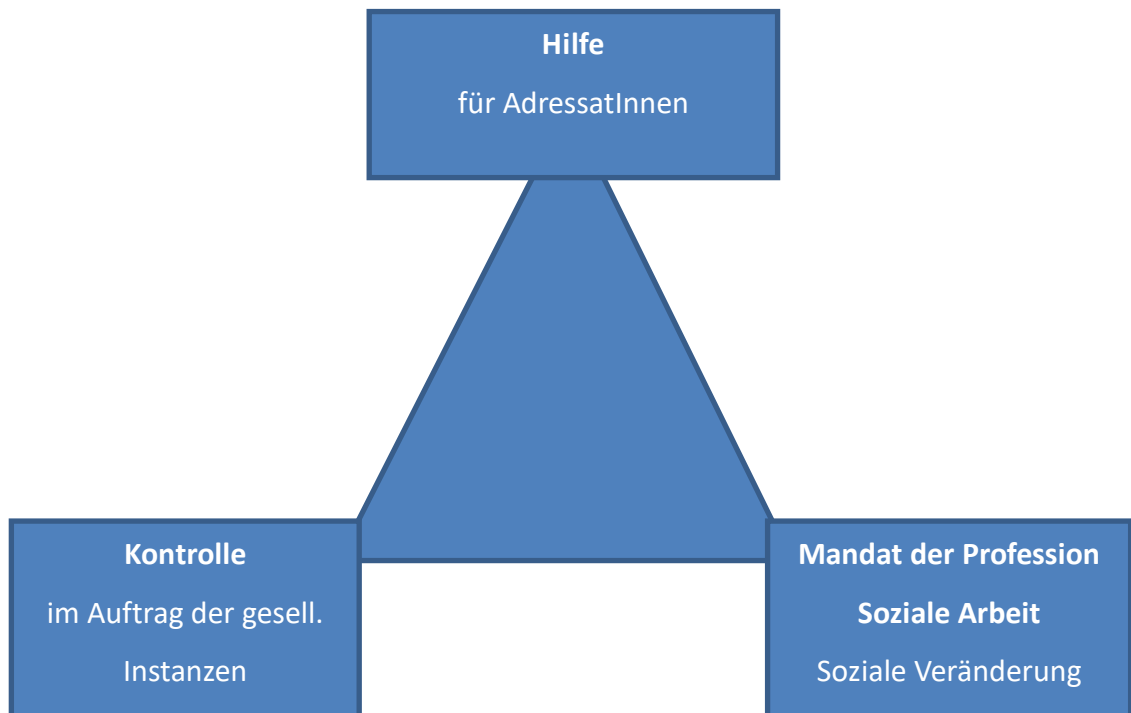 Hilfe
für AdressatInnen
Kontrolle
im Auftrag der gesell.
Instanzen
Mandat der Profession
Soziale Arbeit
Soziale Veränderung